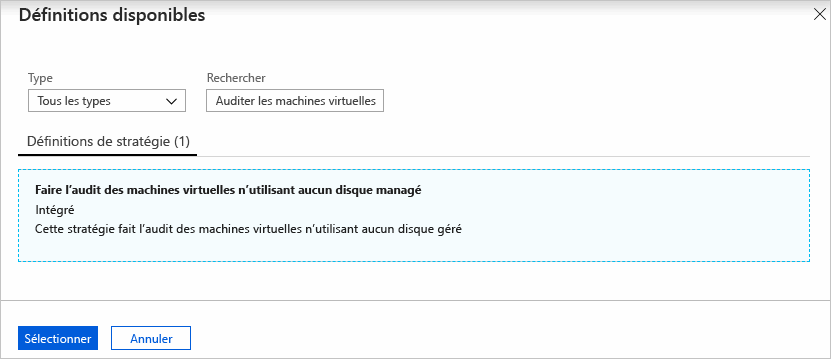 Définitions disponibles
Type
Rechercher
Tous les types
Auditer les machines virtuelles
Définitions de stratégie (1)
Faire l’audit des machines virtuelles n’utilisant aucun disque managé
Intégré
Cette stratégie fait l’audit des machines virtuelles n’utilisant aucun disque géré
Sélectionner
Annuler